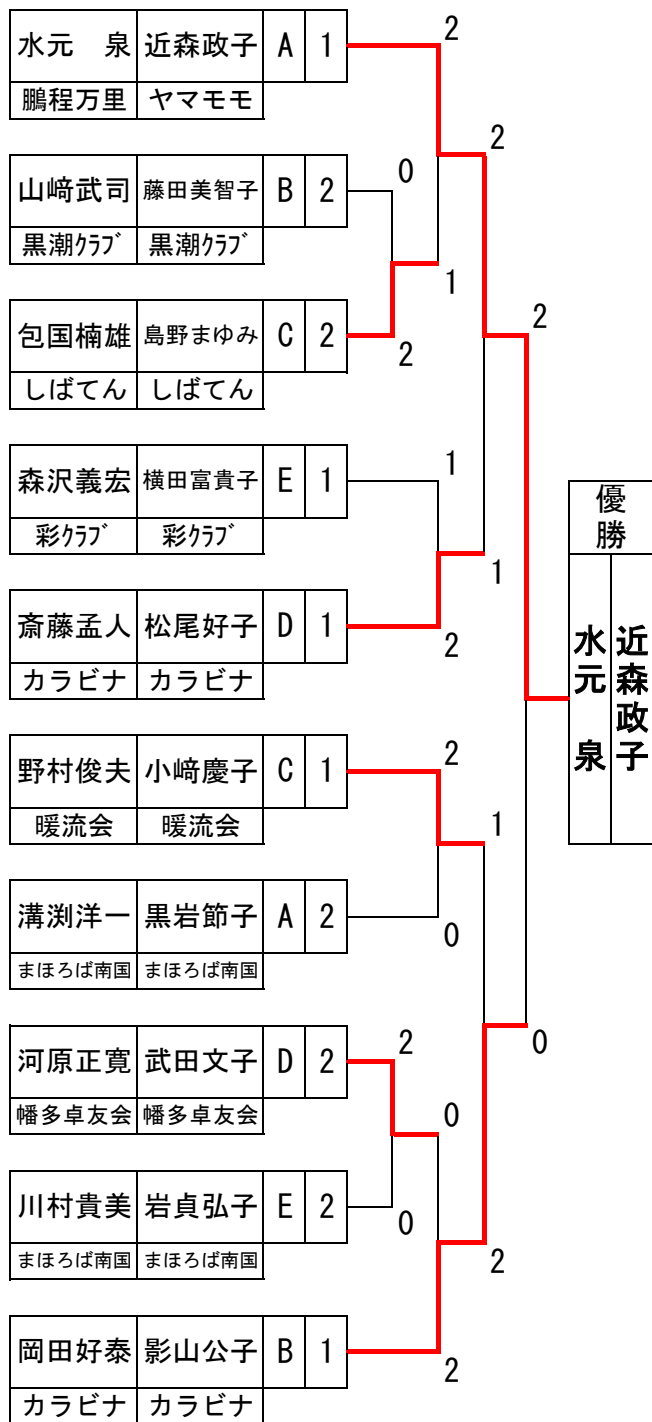 水元 泉 近森政子 A 1
2
鵬程万里 ヤマモモ
2
山﨑武司 藤田美智子 B 2
0
黒潮ｸﾗﾌﾞ 黒潮ｸﾗﾌﾞ
1
包国楠雄 島野まゆみ C 2
2
2
しばてん しばてん
森沢義宏 横田富貴子 E 1
1
彩ｸﾗﾌﾞ 彩ｸﾗﾌﾞ
1
斎藤孟人 松尾好子 D 1
2
カラビナ カラビナ
優勝
水元 泉
近森政子
野村俊夫 小﨑慶子 C 1
2
暖流会 暖流会
1
溝渕洋一 黒岩節子 A 2
0
まほろば南国 まほろば南国
河原正寛 武田文子 D 2
2
0
幡多卓友会 幡多卓友会
0
川村貴美 岩貞弘子 E 2
0
まほろば南国 まほろば南国
2
岡田好泰 影山公子 B 1
2
カラビナ カラビナ